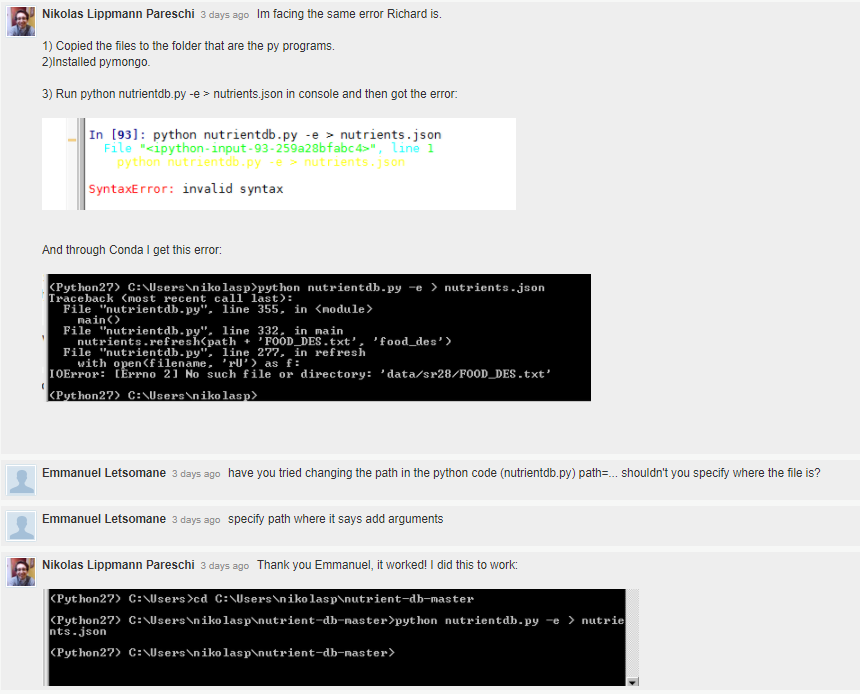 Nikolas Lippmann Pareschi 3 days ago Im facing the same error Richard is.
1) Copied the files to the folder that are the py programs.
2)Installed pymongo.
3) Run python nutrientdb.py -e > nutrients.json in console and then got the error:
In [93]: python nutrientdb.py -e > nutrients.json
File "<ipython-input-93-259a28bfabc4>", line 1
python nutrientdb.py -e > nutrients.json
SyntaxError: invalid syntax
And through Conda I get this error:
(Python27) C:\Users\nikolasp>python nutrientdb.py -e > nutrients.json
Traceback (most recent call last):
File "nutrientdb.py", line 355, in <module>
main()
File "nutrientdb.py", line 332, in main
nutrients.refresh(path + 'FOOD_DES.txt', 'food_des')
File "nutrientdb.py", line 277, in refresh
with open(filename, 'rU') as f:
IOError: [Errno 2] No such file or directory: 'data/sr28/FOOD_DES.txt'
(Python27) C:\Users\nikolasp>
Emmanuel Letsomane 3 days ago have you tried changing the path in the python code (nutrientdb.py) path=... shouldn't you specify where the file is?
Emmanuel Letsomane 3 days ago specify path where it says add arguments
Nikolas Lippmann Pareschi 3 days ago Thank you Emmanuel, it worked! I did this to work:
(Python27) C:\Users>cd C:\Users\nikolasp\nutrient-db-master
(Python27) C:\Users\nikolasp\nutrient-db-master>python nutrientdb.py -e > nutrie
nts.json
(Python27) C:\Users\nikolasp\nutrient-db-master>